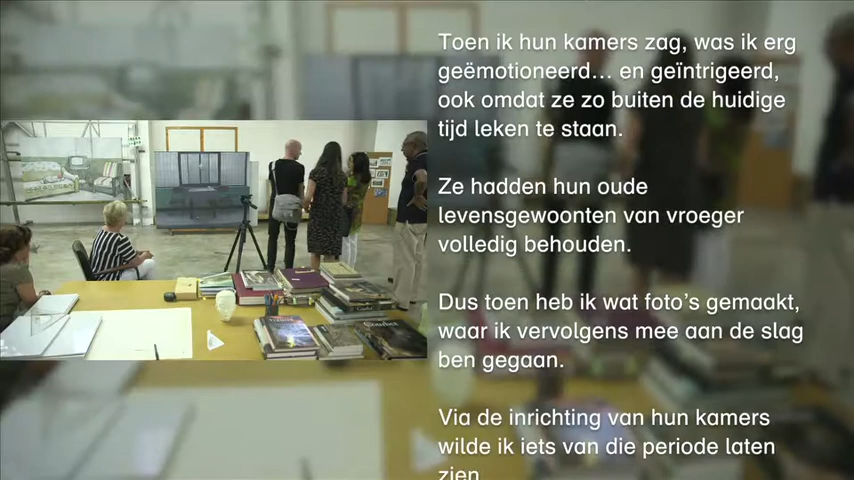 Toen ik hun kamers zag, was ik erg
geëmotioneerd... en geïntrigeerd,
ook omdat ze zo buiten de huidige
tijd leken te staan.
Ze hadden hun oude
levensgewoonten van vroeger
volledig behouden.
Dus toen heb ik wat foto's gemaakt,
waar ik vervolgens mee aan de slag
ben gegaan.
Via de inrichting van hun kamers
wilde ik iets van die periode laten
zien